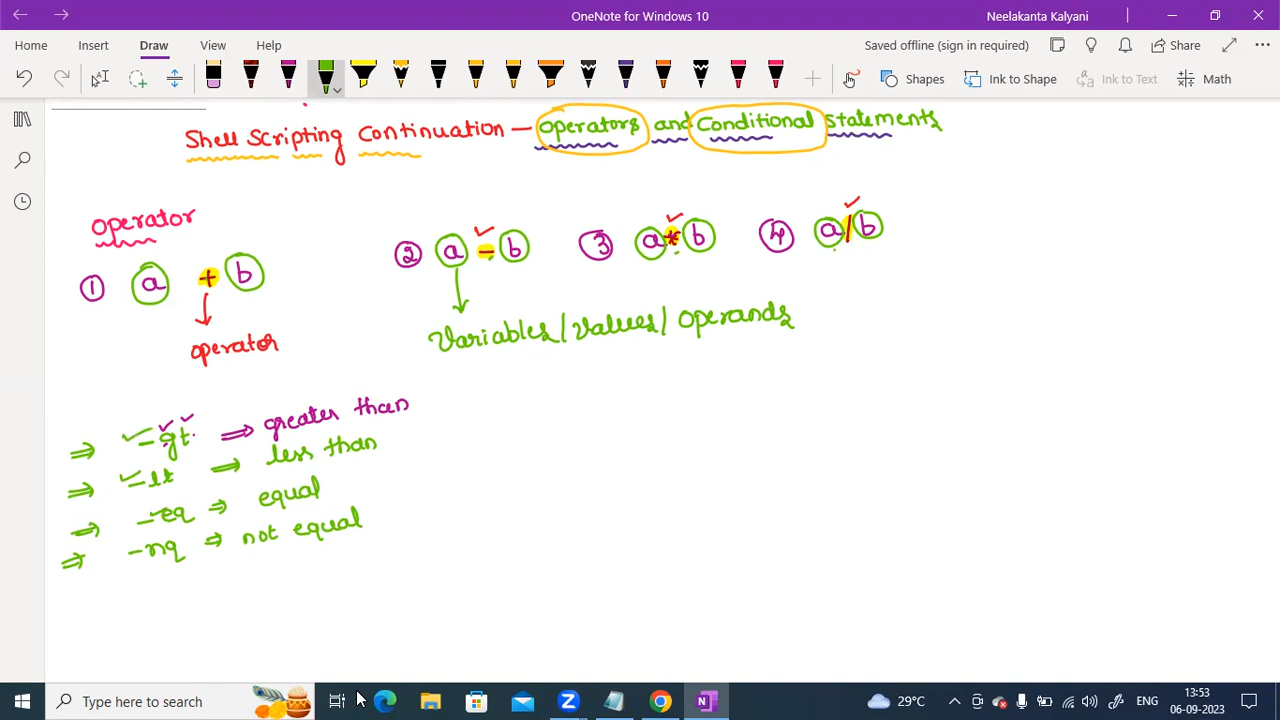 OneNote for Windows 10
Neelakanta Kalyani
Home Insert Draw View Help
Saved offline (sign in required)
Share
Shapes
Ink to Shape
Ink to Text
Math
Shell Scripting Continuation — Operators and Conditional statements
operator
① a + b
② a - b ③ a * b ④ a / b
operator
Variables/Values/Operands
⇒ -gt ⇒ greater than
⇒ -lt ⇒ less than
⇒ -eq ⇒ equal
⇒ -nq ⇒ not equal
Type here to search
29°C
ENG
13:53
06-09-2023